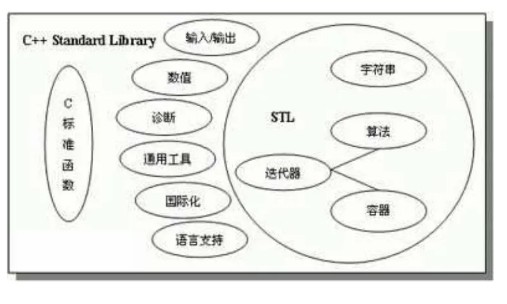 C++ Standard Library
输入/输出
数值
诊断
通用工具
国际化
语言支持
C
标
准
函
数
STL
字符串
算法
迭代器
容器